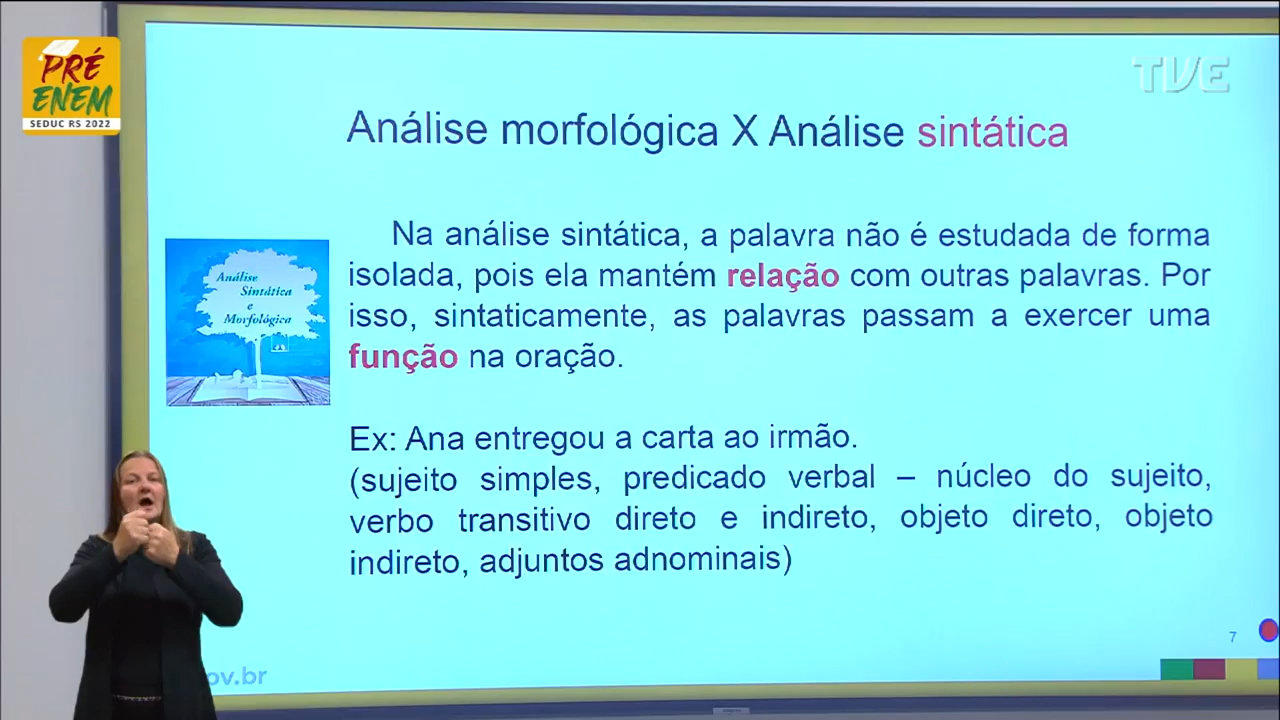 PRÉ
ENEM
SEDUC RS 2022
TVE
Análise morfológica X Análise sintática
Na análise sintática, a palavra não é estudada de forma
isolada, pois ela mantém relação com outras palavras. Por
isso, sintaticamente, as palavras passam a exercer uma
função na oração.
Análise
Sintática
e
Morfológica
Ex: Ana entregou a carta ao irmão.
(sujeito simples, predicado verbal – núcleo do sujeito,
verbo transitivo direto e indireto, objeto direto, objeto
indireto, adjuntos adnominais)
7
ov.br